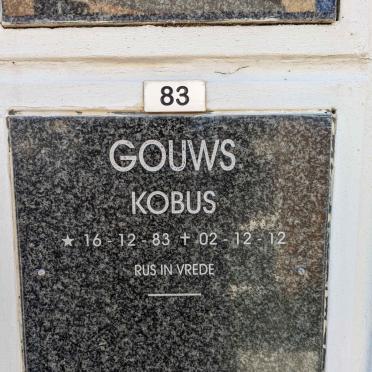 83
GOUWS
KOBUS
★ 16 - 12 - 83 ✝ 02 - 12 - 12
RUS IN VREDE